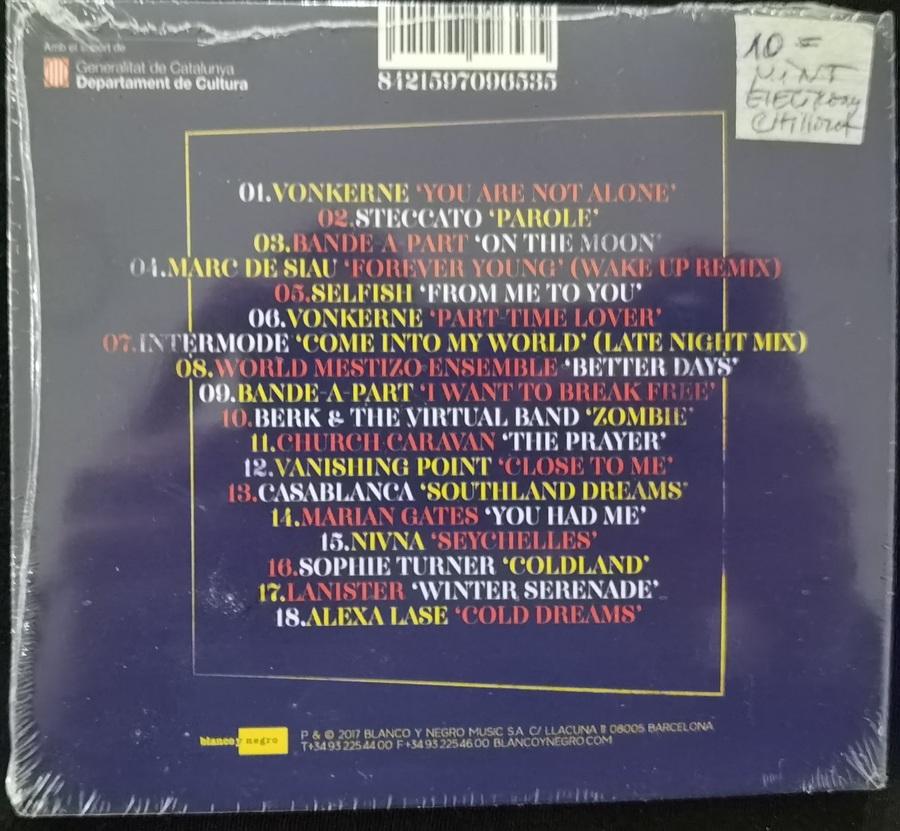 Amb el suport de
Generalitat de Catalunya
Departament de Cultura
8421597096535
10 =
MINT
ELECTRONY
CHILLOUT
01.VONKERNE ‘YOU ARE NOT ALONE’
02.STECCATO ‘PAROLE’
03.BANDE-A-PART ‘ON THE MOON’
04.MARC DE SIAU ‘FOREVER YOUNG’ (WAKE UP REMIX)
05.SELFISH ‘FROM ME TO YOU’
06.VONKERNE ‘PART-TIME LOVER’
07.INTERMODE ‘COME INTO MY WORLD’ (LATE NIGHT MIX)
08.WORLD MESTIZO ENSEMBLE ‘BETTER DAYS’
09.BANDE-A-PART ‘I WANT TO BREAK FREE’
10.BERK & THE VIRTUAL BAND ‘ZOMBIE’
11.CHURCH CARAVAN ‘THE PRAYER’
12.VANISHING POINT ‘CLOSE TO ME’
13.CASABLANCA ‘SOUTHLAND DREAMS’
14.MARIAN GATES ‘YOU HAD ME’
15.NIVNA ‘SEYCHELLES’
16.SOPHIE TURNER ‘COLDLAND’
17.LANISTER ‘WINTER SERENADE’
18.ALEXA LASE ‘COLD DREAMS’
blanco y negro
P & © 2017 BLANCO Y NEGRO MUSIC S.A. C/ LLACUNA 11 08005 BARCELONA
T+34 93 225 44 00 F+34 93 225 46 00 BLANCOYNEGRO.COM